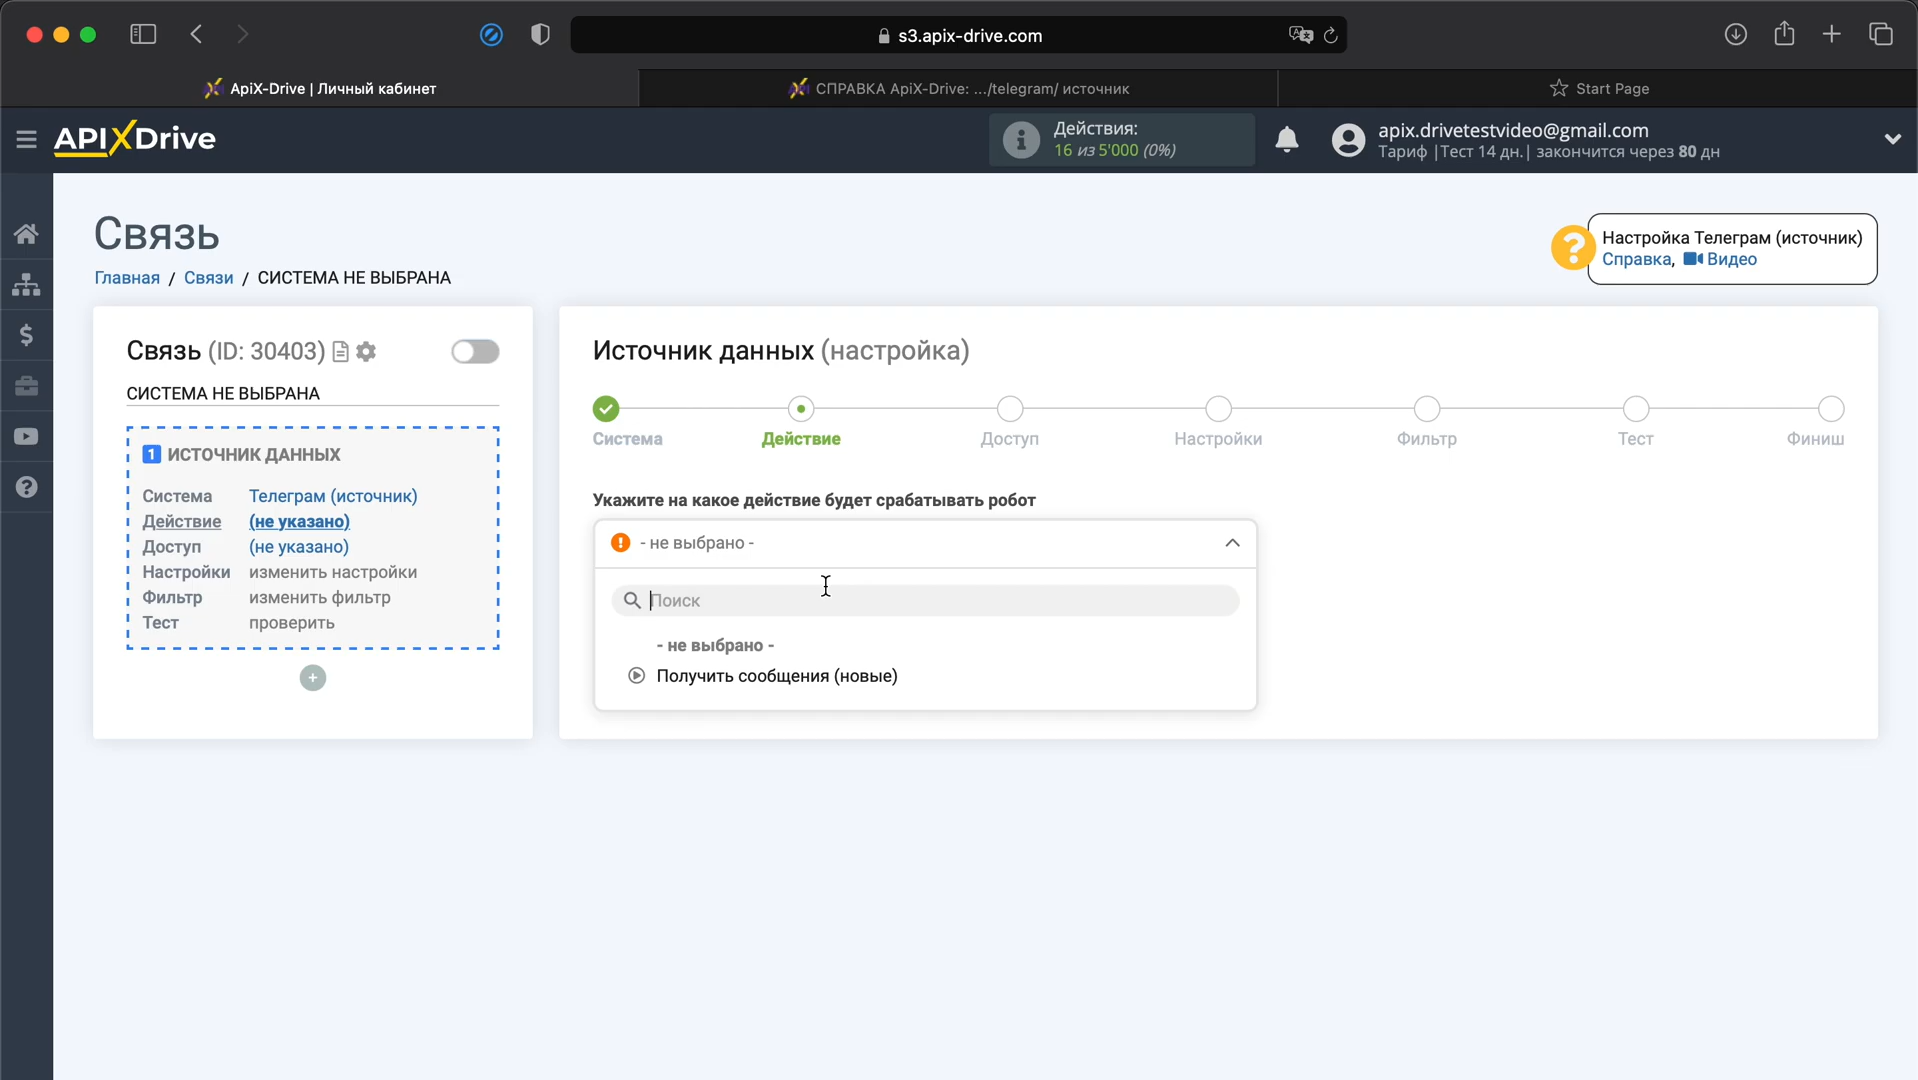 s3.apix-drive.com
ApiX-Drive | Личный кабинет
СПРАВКА ApiX-Drive: .../telegram/ источник
Start Page
APIXDrive
Действия:
16 из 5'000 (0%)
apix.drivetestvideo@gmail.com
Тариф |Тест 14 дн.| закончится через 80 дн
Связь
Главная / Связи / СИСТЕМА НЕ ВЫБРАНА
Настройка Телеграм (источник)
Справка, Видео
Связь (ID: 30403)
СИСТЕМА НЕ ВЫБРАНА
1 ИСТОЧНИК ДАННЫХ
Система Телеграм (источник)
Действие (не указано)
Доступ (не указано)
Настройки изменить настройки
Фильтр изменить фильтр
Тест проверить
Источник данных (настройка)
Система Действие Доступ Настройки Фильтр Тест Финиш
Укажите на какое действие будет срабатывать робот
- не выбрано -
Поиск
- не выбрано -
Получить сообщения (новые)